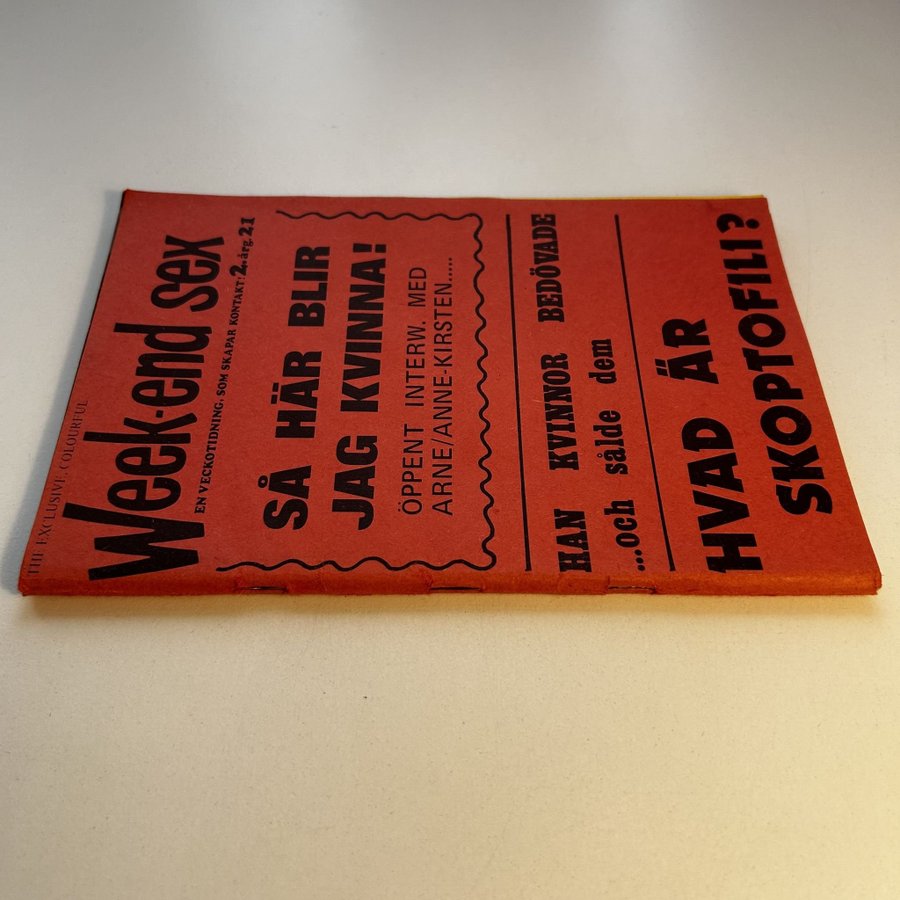 THE EXCLUSIVE, COLOURFUL
Week-end sex
EN VECKOTIDNING, SOM SKAPAR KONTAKT! 2. årg. 21
SÅ HÄR BLIR
JAG KVINNA!
ÖPPENT INTERW. MED
ARNE/ANNE-KIRSTEN.....
HAN KVINNOR BEDÖVADE
...och sålde dem
HVAD ÄR
SKOPTOFILI?